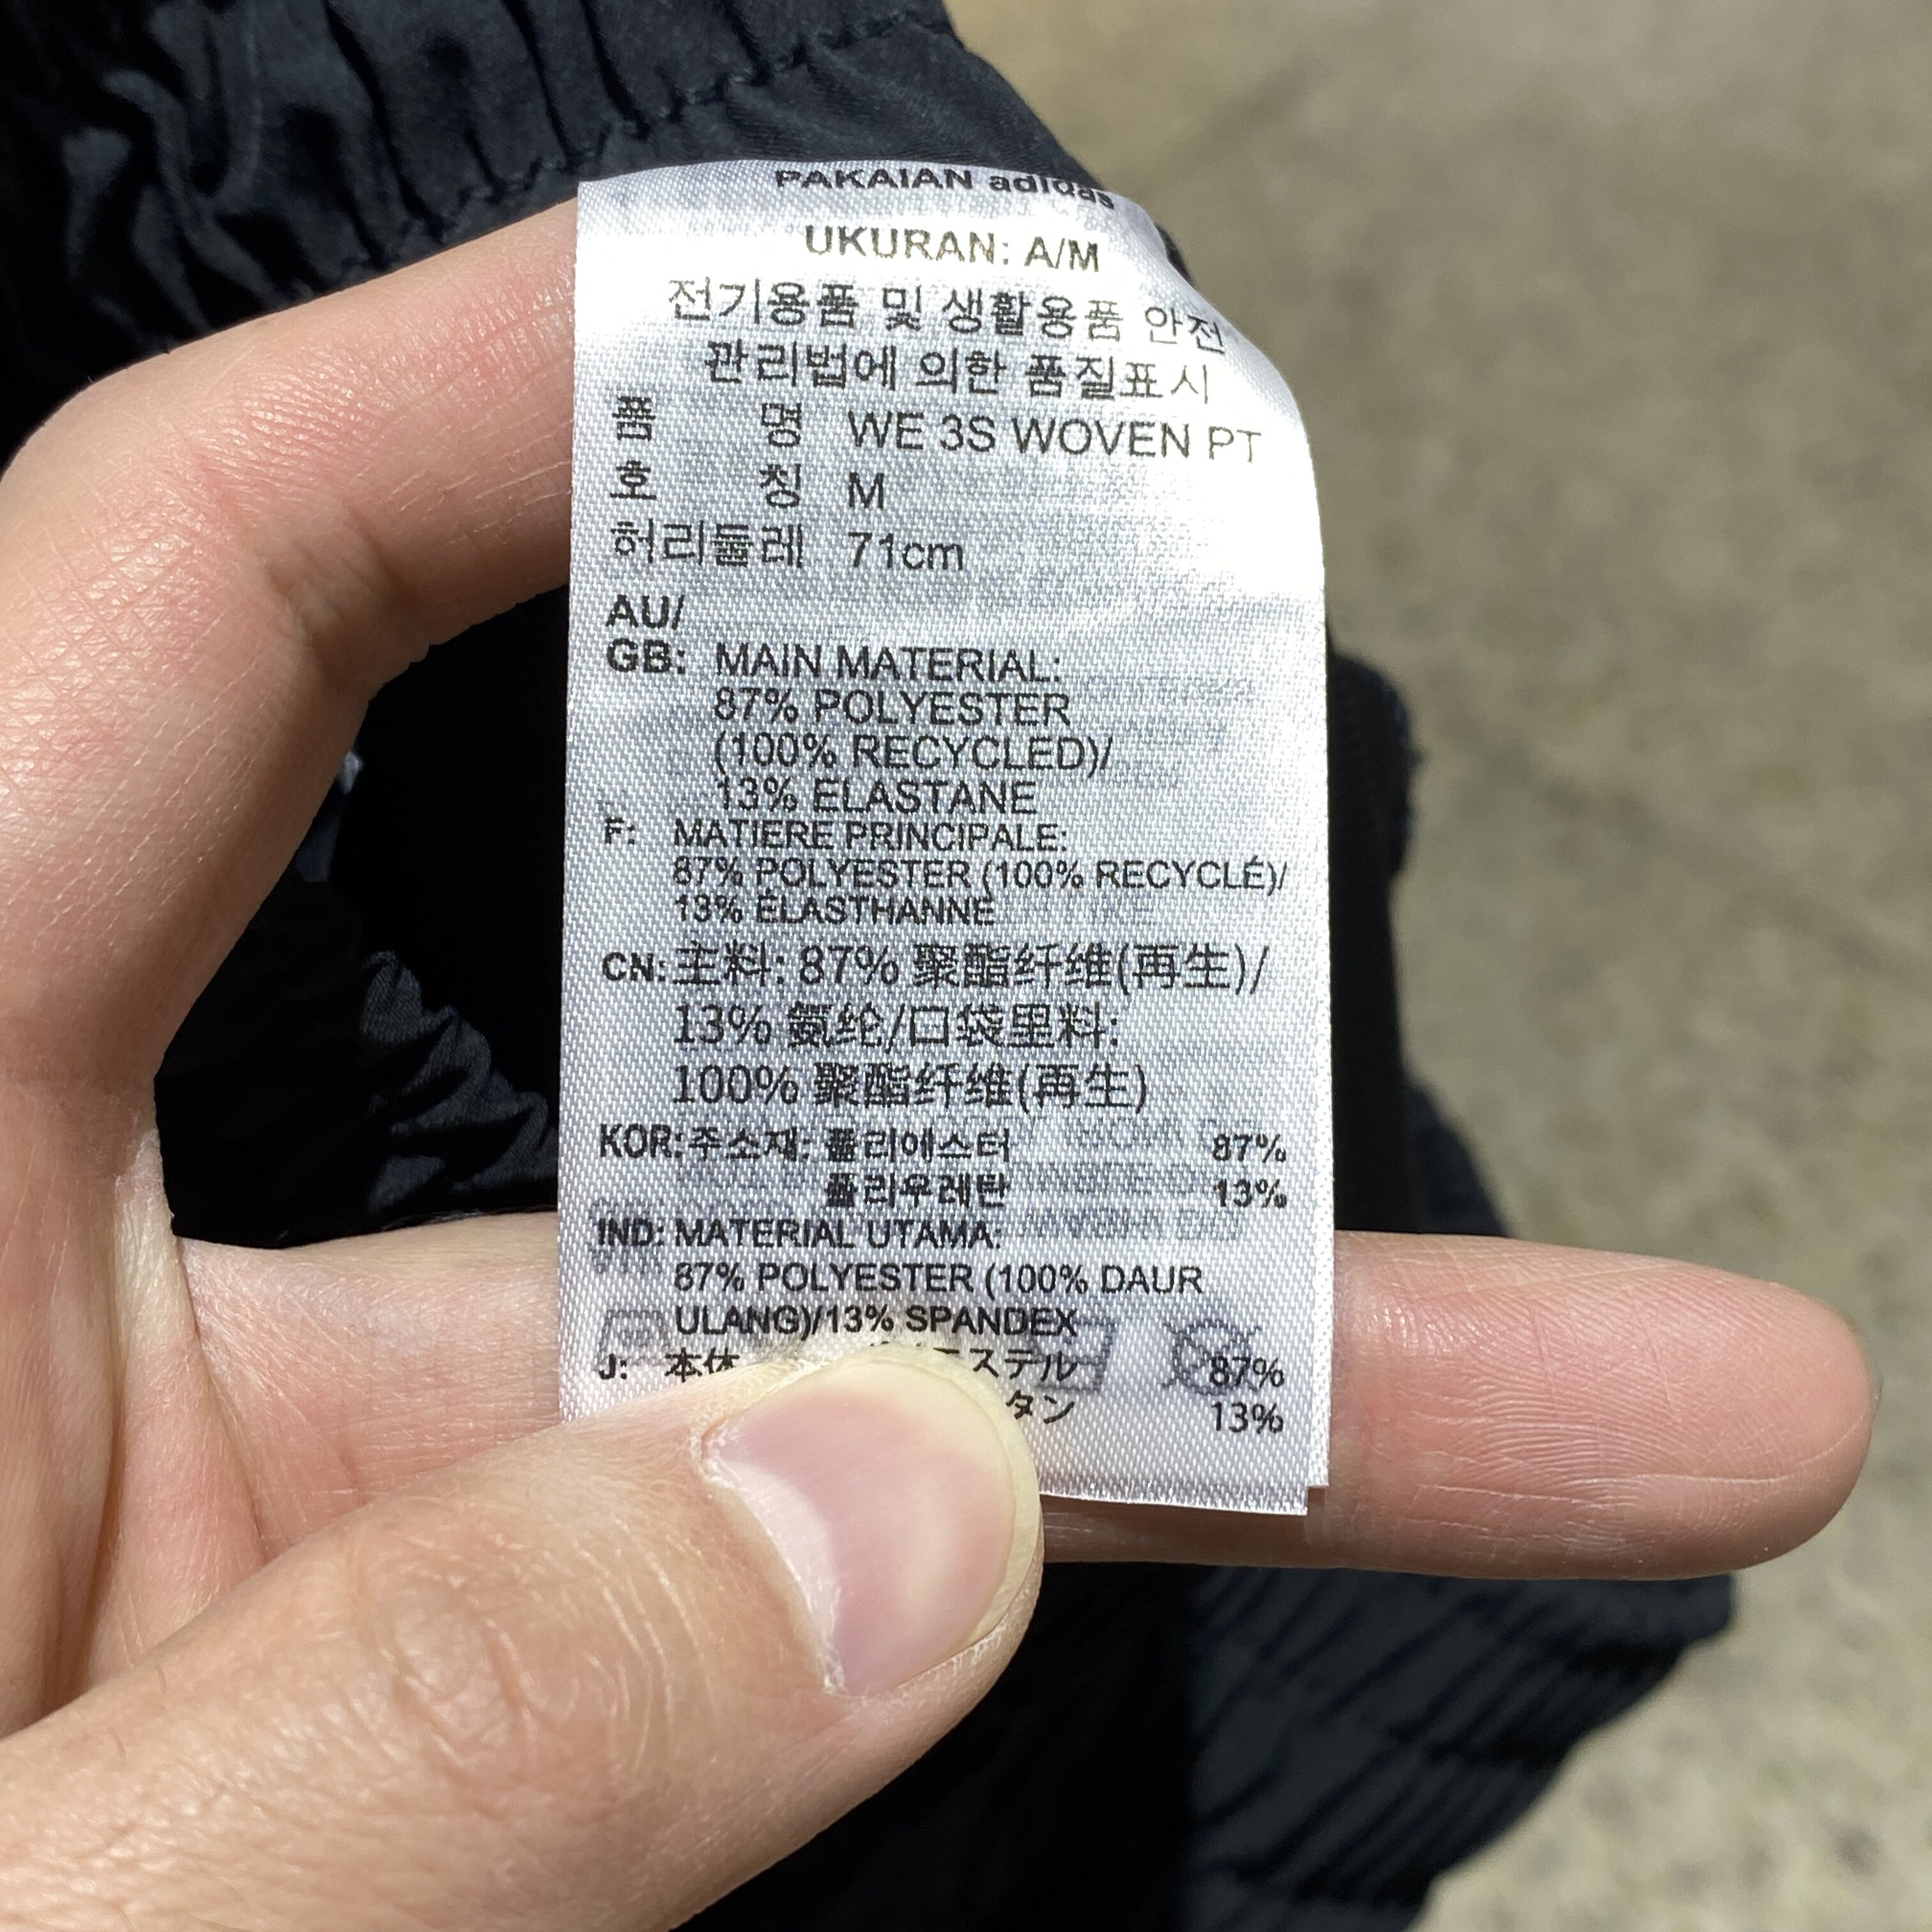 PAKAIAN adidas
UKURAN: A/M
전기용품 및 생활용품 안전
관리법에 의한 품질표시
품 명 WE 3S WOVEN PT
호 칭 M
허리둘레 71cm
AU/
GB: MAIN MATERIAL:
87% POLYESTER
(100% RECYCLED)/
13% ELASTANE
F: MATIERE PRINCIPALE:
87% POLYESTER (100% RECYCLÉ)/
13% ÉLASTHANNE
CN: 主料: 87% 聚酯纤维(再生)/
13% 氨纶/口袋里料:
100% 聚酯纤维(再生)
KOR: 주소재: 폴리에스터 87%
폴리우레탄 13%
IND: MATERIAL UTAMA:
87% POLYESTER (100% DAUR
ULANG)/13% SPANDEX
J: 本体 ステル 87%
タン 13%